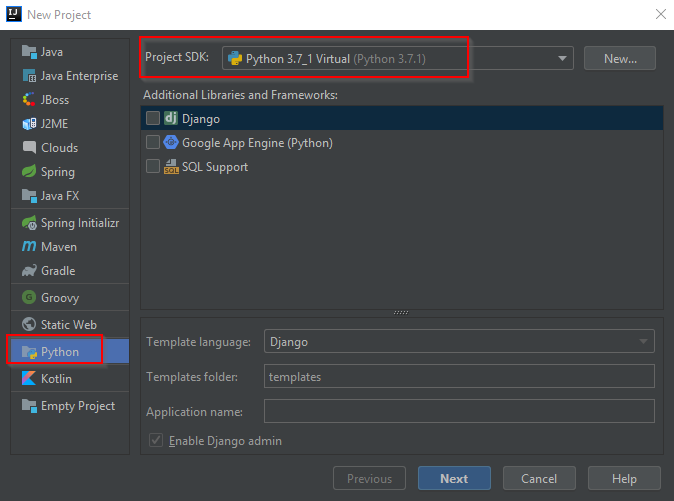 IJ New Project
Java
Java Enterprise
JBoss
J2ME
Clouds
Spring
Java FX
Spring Initializr
Maven
Gradle
G Groovy
Static Web
Python
Kotlin
Empty Project
Project SDK: Python 3.7_1 Virtual (Python 3.7.1) New...
Additional Libraries and Frameworks:
dj Django
Google App Engine (Python)
SQL SQL Support
Template language: Django
Templates folder: templates
Application name:
Enable Django admin
Previous Next Cancel Help